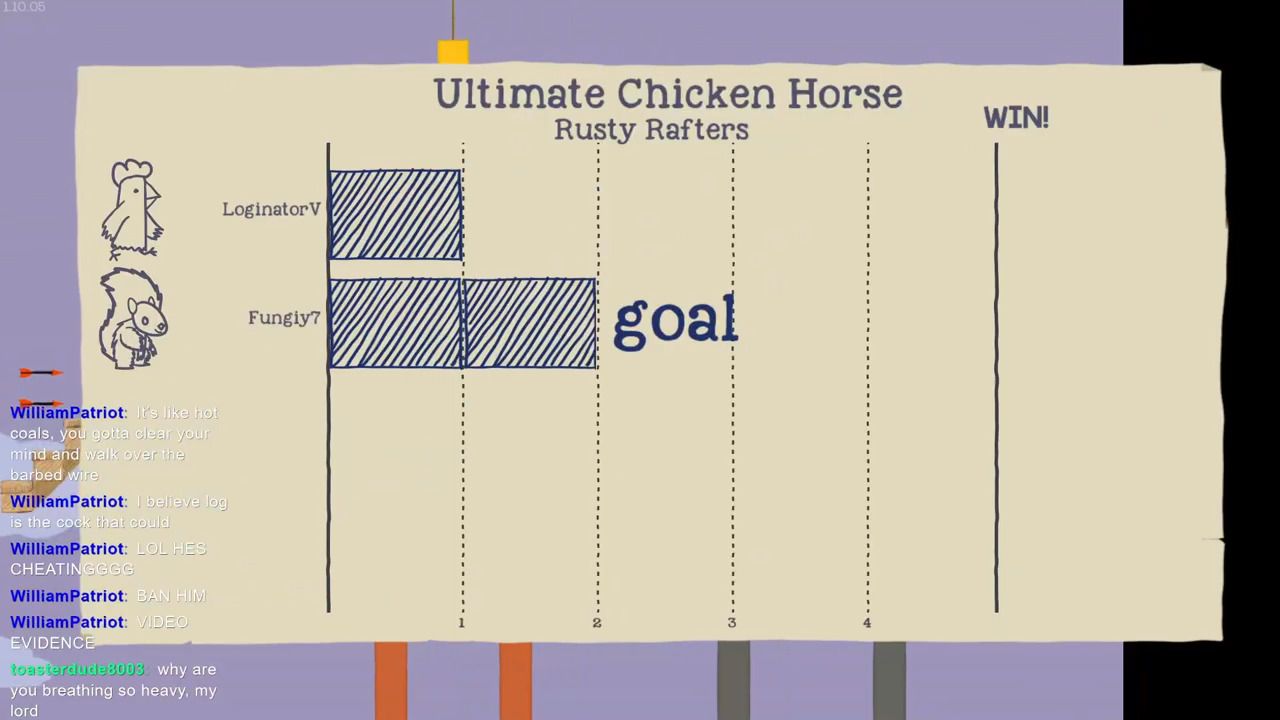 1.10.05
Ultimate Chicken Horse
Rusty Rafters
WIN!
LoginatorV
Fungiy7
goal
1 2 3 4
WilliamPatriot: It's like hot
coals, you gotta clear your
mind and walk over the
barbed wire
WilliamPatriot: I believe log
is the cock that could
WilliamPatriot: LOL HES
CHEATINGGGG
WilliamPatriot: BAN HIM
WilliamPatriot: VIDEO
EVIDENCE
toasterdude8003: why are
you breathing so heavy, my
lord